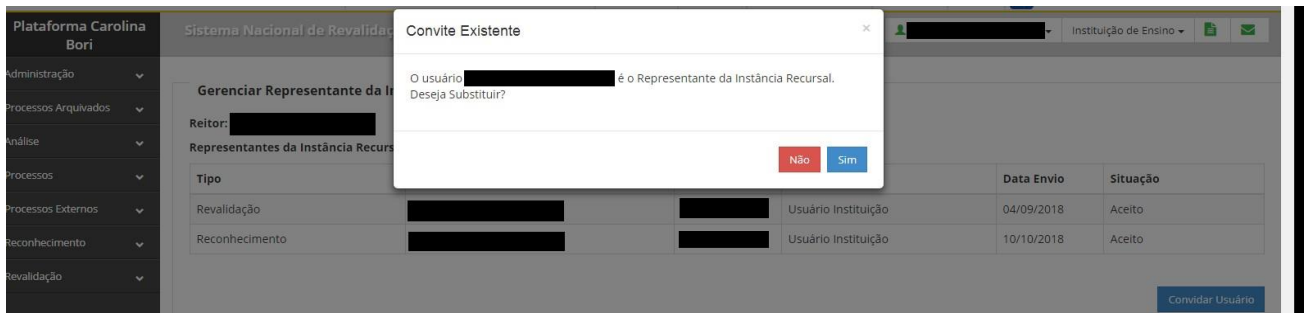 Plataforma Carolina
Bori
Administração
Processos Arquivados
Análise
Processos
Processos Externos
Reconhecimento
Revalidação
Sistema Nacional de Revalidaç
Instituição de Ensino
Convite Existente
×
O usuário é o Representante da Instância Recursal.
Deseja Substituir?
Não Sim
Gerenciar Representante da I
Reitor:
Representantes da Instância Recurs
Tipo Data Envio Situação
Revalidação Usuário Instituição 04/09/2018 Aceito
Reconhecimento Usuário Instituição 10/10/2018 Aceito
Convidar Usuário